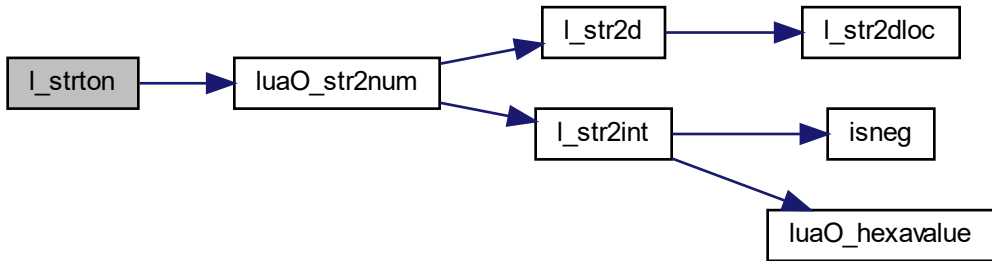 l_strton
luaO_str2num
l_str2d
l_str2dloc
l_str2int
isneg
luaO_hexavalue